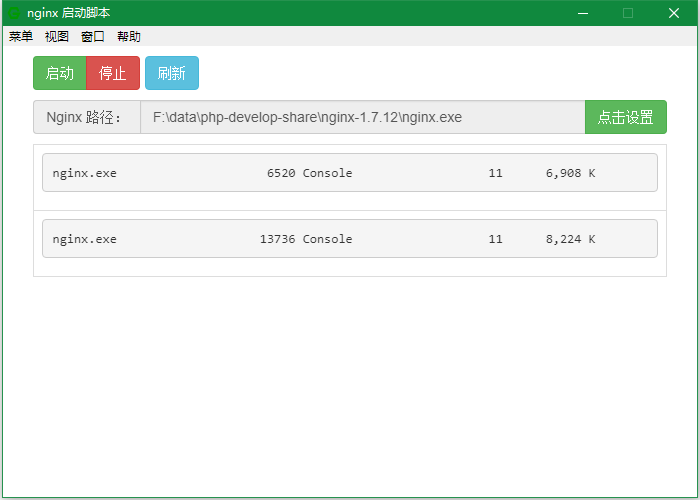 nginx 启动脚本
菜单 视图 窗口 帮助
启动 停止 刷新
Nginx 路径： F:\data\php-develop-share\nginx-1.7.12\nginx.exe 点击设置
nginx.exe 6520 Console 11 6,908 K
nginx.exe 13736 Console 11 8,224 K